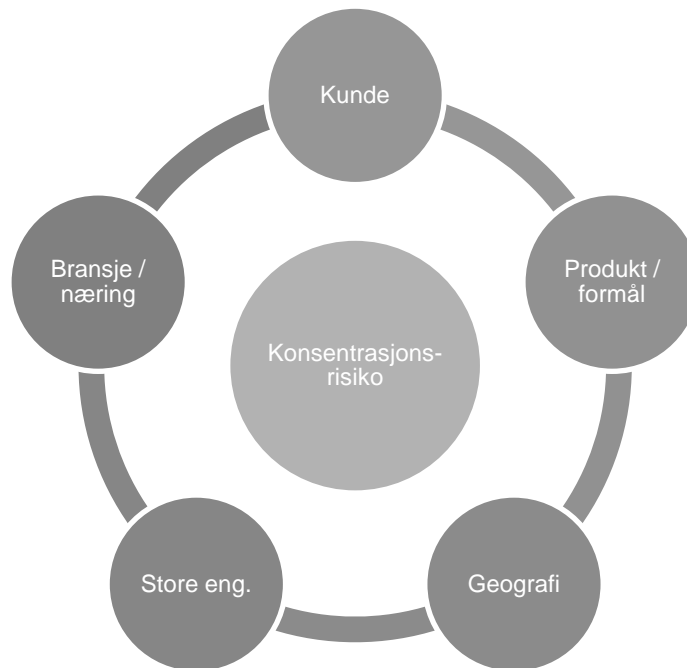 Kunde
Bransje /
næring
Produkt /
formål
Konsentrasjons-
risiko
Store eng.
Geografi